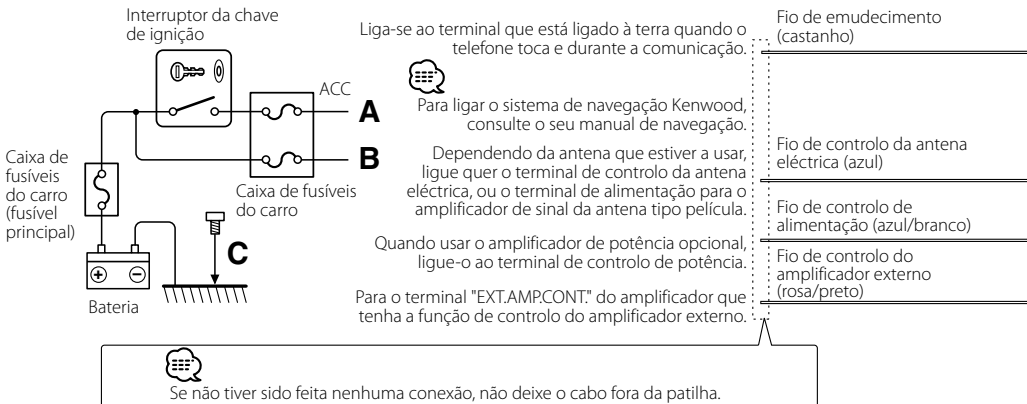 Interruptor da chave
de ignição
ACC
A
B
Caixa de
fusíveis
do carro
(fusível
principal)
Caixa de fusíveis
do carro
C
Bateria
Liga-se ao terminal que está ligado à terra quando o
telefone toca e durante a comunicação.
Para ligar o sistema de navegação Kenwood,
consulte o seu manual de navegação.
Dependendo da antena que estiver a usar,
ligue quer o terminal de controlo da antena
eléctrica, ou o terminal de alimentação para o
amplificador de sinal da antena tipo película.
Quando usar o amplificador de potência opcional,
ligue-o ao terminal de controlo de potência.
Para o terminal "EXT.AMP.CONT." do amplificador que
tenha a função de controlo do amplificador externo.
Fio de emudecimento
(castanho)
Fio de controlo da antena
eléctrica (azul)
Fio de controlo de
alimentação (azul/branco)
Fio de controlo do
amplificador externo
(rosa/preto)
Se não tiver sido feita nenhuma conexão, não deixe o cabo fora da patilha.